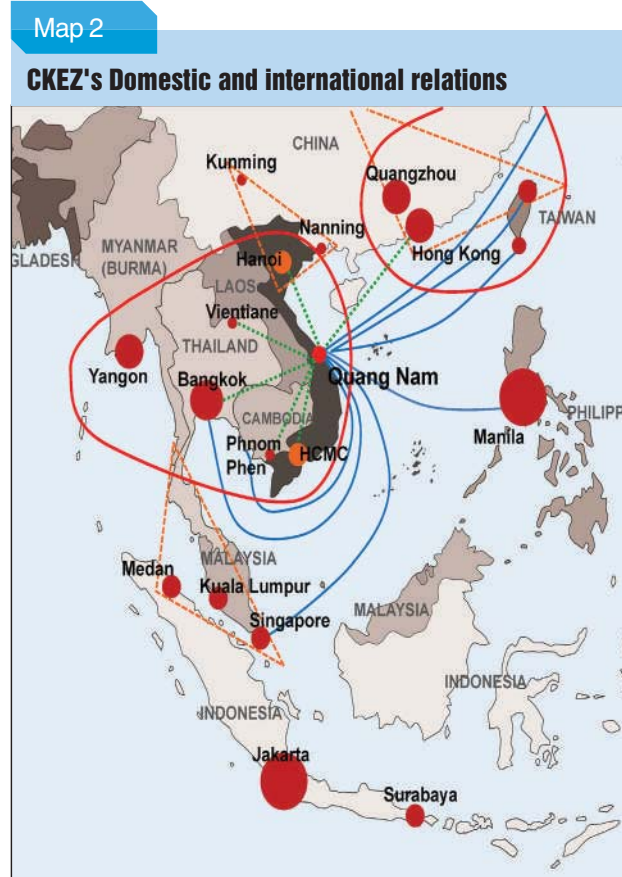 Map 2
CKEZ's Domestic and international relations
CHINA
Kunming
Quangzhou
Nanning
TAIWAN
Hong Kong
GLADESH
MYANMAR
(BURMA)
Hanoi
LAOS
Vientiane
THAILAND
Yangon
Bangkok
Quang Nam
CAMBODIA
PHILIPP
Manila
Phnom
Phen
HCMC
MALAYSIA
Medan
Kuala Lumpur
Singapore
MALAYSIA
INDONESIA
INDONESIA
Jakarta
Surabaya